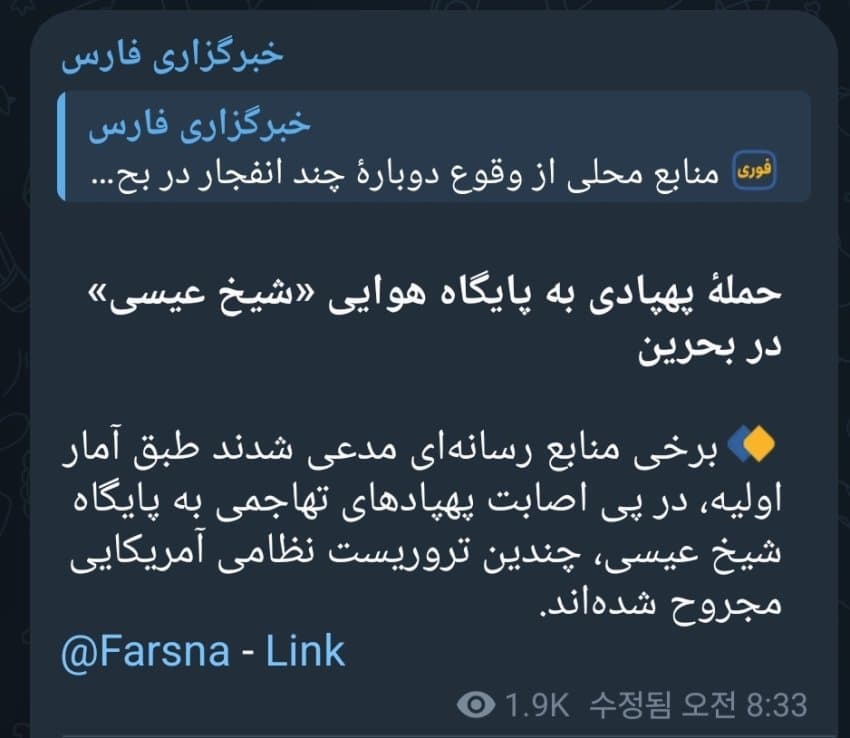 خبرگزاری فارس
خبرگزاری فارس
فوری منابع محلی از وقوع دوبارهٔ چند انفجار در بح...
حملهٔ پهپادی به پایگاه هوایی «شیخ عیسی»
در بحرین
برخی منابع رسانه‌ای مدعی شدند طبق آمار
اولیه، در پی اصابت پهپادهای تهاجمی به پایگاه
شیخ عیسی، چندین تروریست نظامی آمریکایی
مجروح شده‌اند.
@Farsna - Link
1.9K 수정됨 오전 8:33